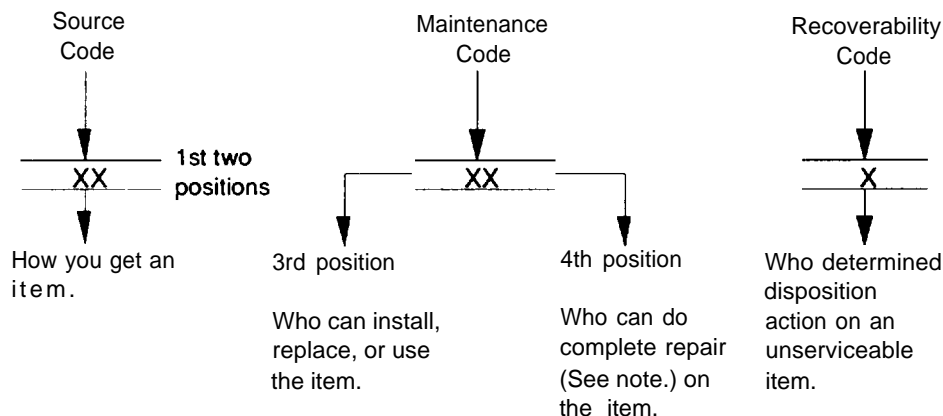 Source
Code
XX
1st two
positions
How you get an
item.
Maintenance
Code
XX
3rd position
Who can install,
replace, or use
the item.
4th position
Who can do
complete repair
(See note.) on
the item.
Recoverability
Code
X
Who determined
disposition
action on an
unserviceable
item.